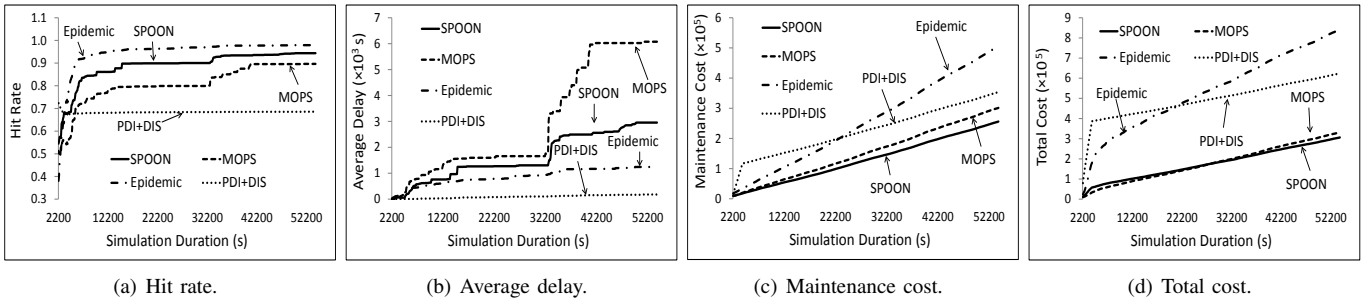 Hit Rate
1.1
1.0
0.9
0.8
0.7
0.6
0.5
0.4
0.3
Epidemic
SPOON
MOPS
PDI+DIS
SPOON
MOPS
Epidemic
PDI+DIS
2200 12200 22200 32200 42200 52200
Simulation Duration (s)
(a) Hit rate.
Average Delay (×10³ s)
7
6
5
4
3
2
1
0
SPOON
MOPS
Epidemic
PDI+DIS
MOPS
SPOON
PDI+DIS
Epidemic
2200 12200 22200 32200 42200 52200
Simulation Duration (s)
(b) Average delay.
Maintenance Cost (×10⁵)
6
5
4
3
2
1
0
SPOON
MOPS
Epidemic
PDI+DIS
Epidemic
PDI+DIS
SPOON
MOPS
2200 12200 22200 32200 42200 52200
Simulation Duration (s)
(c) Maintenance cost.
Total Cost (×10⁵)
9
8
7
6
5
4
3
2
1
0
SPOON
MOPS
Epidemic
PDI+DIS
Epidemic
MOPS
PDI+DIS
SPOON
2200 12200 22200 32200 42200 52200
Simulation Duration (s)
(d) Total cost.